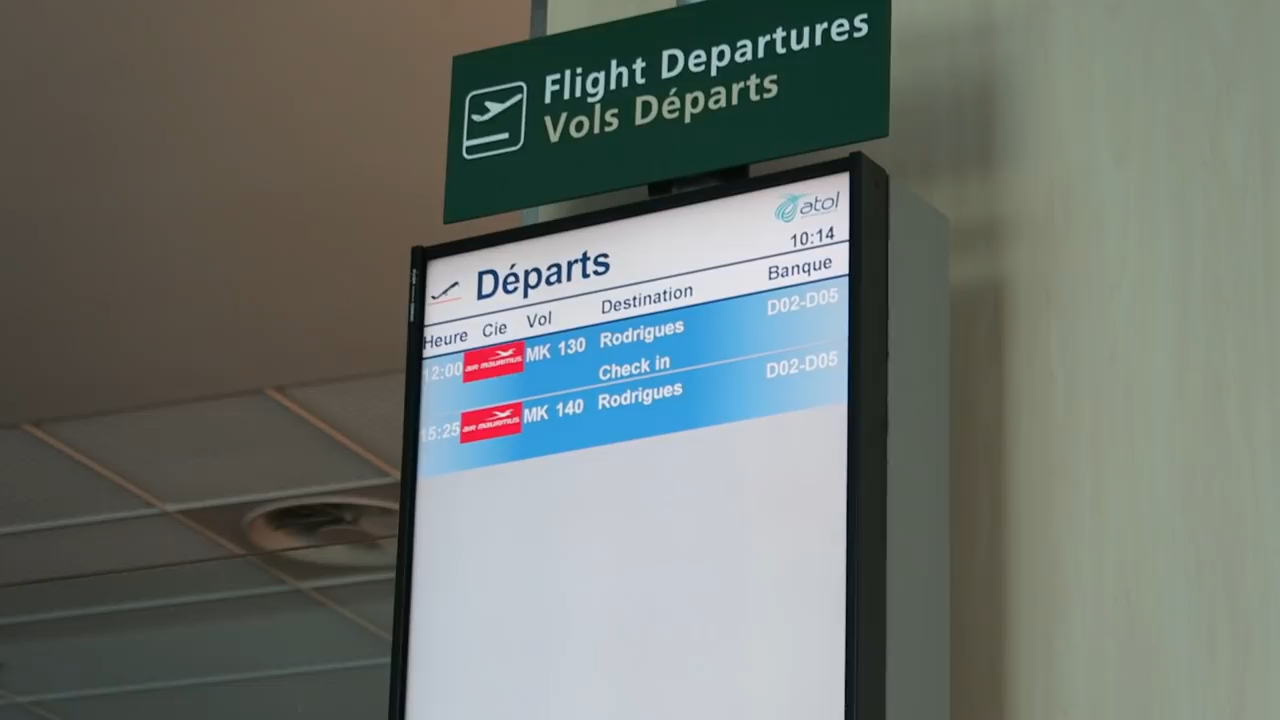 Flight Departures
Vols Départs
atol
10:14
Départs
Heure Cie Vol Destination Banque
12:00 AIR MAURITIUS MK 130 Rodrigues D02-D05
Check in
15:25 AIR MAURITIUS MK 140 Rodrigues D02-D05